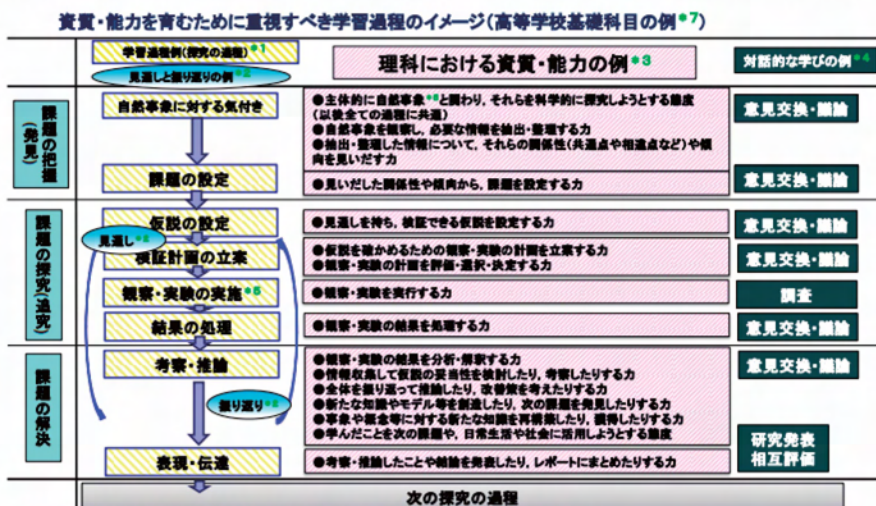 資質・能力を育むために重視すべき学習過程のイメージ(高等学校基礎科目の例*7)
学習過程例(探究の過程)*1
見通しと振り返りの例*2
理科における資質・能力の例*3
対話的な学びの例*4
課題の把握(発見)
自然事象に対する気付き
●主体的に自然事象*6と関わり,それらを科学的に探究しようとする態度
(以後全ての過程に共通)
●自然事象を観察し,必要な情報を抽出・整理する力
●抽出・整理した情報について,それらの関係性(共通点や相違点など)や傾
向を見いだす力
意見交換・議論
課題の設定
●見いだした関係性や傾向から,課題を設定する力
意見交換・議論
課題の探究(追究)
仮説の設定
●見通しを持ち,検証できる仮説を設定する力
意見交換・議論
見通し*2
検証計画の立案
●仮説を確かめるための観察・実験の計画を立案する力
●観察・実験の計画を評価・選択・決定する力
意見交換・議論
観察・実験の実施*5
●観察・実験を実行する力
調査
結果の処理
●観察・実験の結果を処理する力
意見交換・議論
課題の解決
考察・推論
●観察・実験の結果を分析・解釈する力
●情報収集して仮説の妥当性を検討したり,考察したりする力
●全体を振り返って推論したり,改善策を考えたりする力
●新たな知識やモデル等を創造したり,次の課題を発見したりする力
●事象や概念等に対する新たな知識を再構築したり,獲得したりする力
●学んだことを次の課題や,日常生活や社会に活用しようとする態度
意見交換・議論
振り返り*2
表現・伝達
●考察・推論したことや結論を発表したり,レポートにまとめたりする力
研究発表
相互評価
次の探究の過程